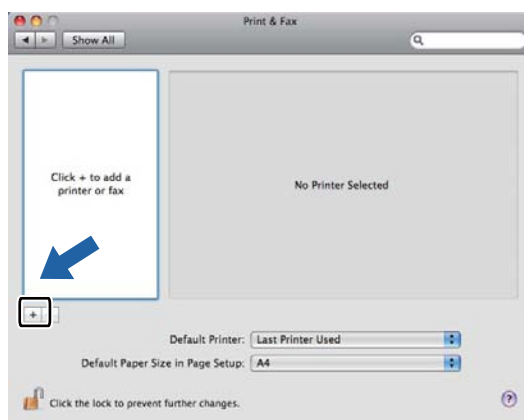 Print & Fax
Show All
Click + to add a
printer or fax
No Printer Selected
+
Default Printer: Last Printer Used
Default Paper Size in Page Setup: A4
Click the lock to prevent further changes.
?